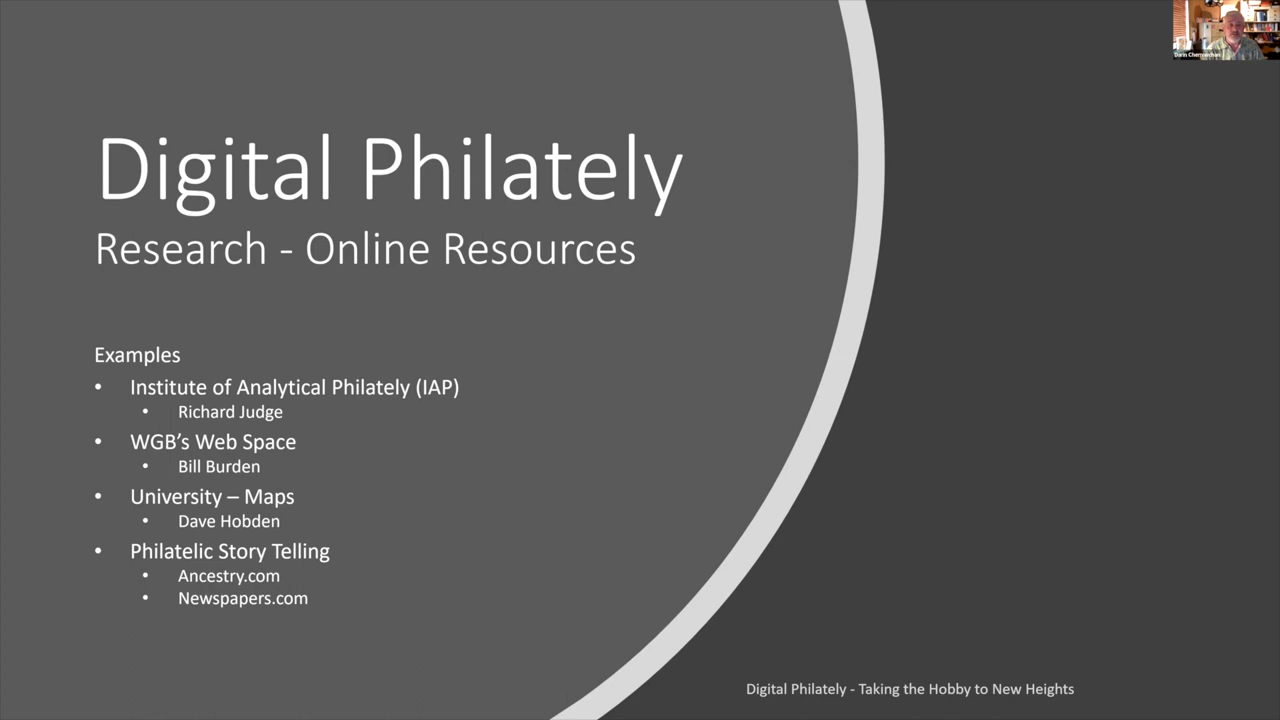 Digital Philately
Research - Online Resources
Examples
• Institute of Analytical Philately (IAP)
• Richard Judge
• WGB's Web Space
• Bill Burden
• University – Maps
• Dave Hobden
• Philatelic Story Telling
• Ancestry.com
• Newspapers.com
Digital Philately - Taking the Hobby to New Heights